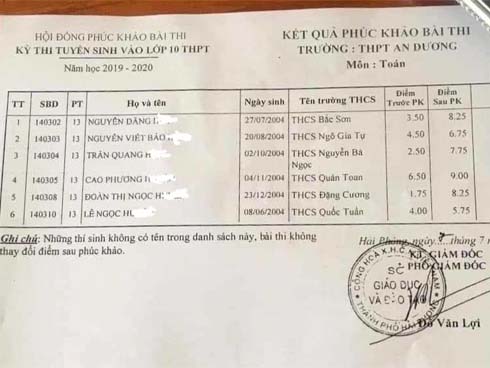 HỘI ĐỒNG PHÚC KHẢO BÀI THI
KỲ THI TUYỂN SINH VÀO LỚP 10 THPT
Năm học 2019 - 2020
KẾT QUẢ PHÚC KHẢO BÀI THI
TRƯỜNG : THPT AN DƯƠNG
Môn : Toán
TT SBD PT Họ và tên Ngày sinh Tên trường THCS Điểm Trước PK Điểm Sau PK
1 140302 13 NGUYỄN ĐĂNG 27/07/2004 THCS Bắc Sơn 3.50 8.25
2 140303 13 NGUYỄN VIẾT BẢO 20/08/2004 THCS Ngô Gia Tự 4.50 6.75
3 140304 13 TRẦN QUANG H 02/10/2004 THCS Nguyễn Bá Ngọc 2.50 7.75
4 140305 13 CAO PHƯƠNG 04/11/2004 THCS Quán Toan 6.50 9.00
5 140308 13 ĐOÀN THỊ NGỌC H 23/12/2004 THCS Đặng Cương 1.75 8.25
6 140310 13 LÊ NGỌC HU 08/06/2004 THCS Quốc Tuấn 4.00 5.75
Ghi chú: Những thí sinh không có tên trong danh sách này, bài thi không
thay đổi điểm sau phúc khảo.
Hải Phòng, ngày tháng 7
GIÁM ĐỐC
PHÓ GIÁM ĐỐC
SỞ
GIÁO DỤC
VÀ ĐÀO TẠO
THÀNH PHỐ HẢI PHÒNG
Đỗ Văn Lợi